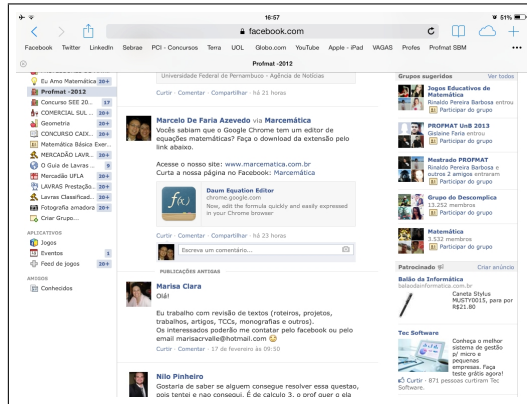 16:57
51%
facebook.com
Facebook Twitter LinkedIn Sebrae PCI - Concursos Terra UOL Globo.com YouTube Apple - iPad VAGAS Profes Profmat SBM
Profmat -2012
Eu Amo Matemática 20+
Profmat -2012
Concurso SEE 20... 17
COMERCIAL SUL ... 20+
Geometria 20+
CONCURSO CAIX... 20+
Matemática Básica Exer...
MERCADÃO LAVR... 20+
O Guia de Lavras ... 9
Mercadão UFLA 20+
LAVRAS Prestação... 20+
Lavras Classificad... 20+
Fotografia amadora 20+
Criar Grupo...
APLICATIVOS
Jogos
Eventos 1
Feed de jogos 20+
AMIGOS
Conhecidos
Universidade Federal de Pernambuco - Agência de Notícias
Curtir · Comentar · Compartilhar · há 21 horas
Marcelo De Faria Azevedo via Marcemática
Vocês sabiam que o Google Chrome tem um editor de
equações matemáticas? Faça o download da extensão pelo
link abaixo.
Acesse o nosso site: www.marcematica.com.br
Curta a nossa página no Facebook: Marcemática
f(x)
Daum Equation Editor
chrome.google.com
Now, edit the formula quickly and easily expressed
in your Chrome browser
Curtir · Comentar · Compartilhar · há 23 horas
Escreva um comentário...
PUBLICAÇÕES ANTIGAS
Marisa Clara
Olá!
Eu trabalho com revisão de textos (roteiros, projetos,
trabalhos, artigos, TCCs, monografias e outros).
Os interessados poderão me contatar pelo facebook ou pelo
email marisacrvalle@hotmail.com
Curtir · Comentar · 17 de fevereiro às 09:50
Nilo Pinheiro
Gostaria de saber se alguem consegue resolver essa questao,
pois tentei e nao consegui. É de calculo 3. o prof quer o ela
Grupos sugeridos Ver todos
Jogos Educativos de
Matemática
Rinaldo Pereira Barbosa entrou
Participar do grupo
PROFMAT UnB 2013
Gislaine Faria entrou
Participar do grupo
Mestrado PROFMAT
Rinaldo Pereira Barbosa e
outros 2 amigos entraram
Participar do grupo
Grupo de Descomplica
13.252 membros
Participar do grupo
Matemática
3.532 membros
Participar do grupo
Patrocinado Criar anúncio
Balão da Informática
balaodainformatica.com.br
Caneta Stylus
MUSTY0015, para por
R$21.80
Tec Software
Conheça o melhor
sistema de gestão
p/ micro e
pequenas
empresas. Faça
teste grátis agora!
Curtir · 871 pessoas curtiram Tec
Software.